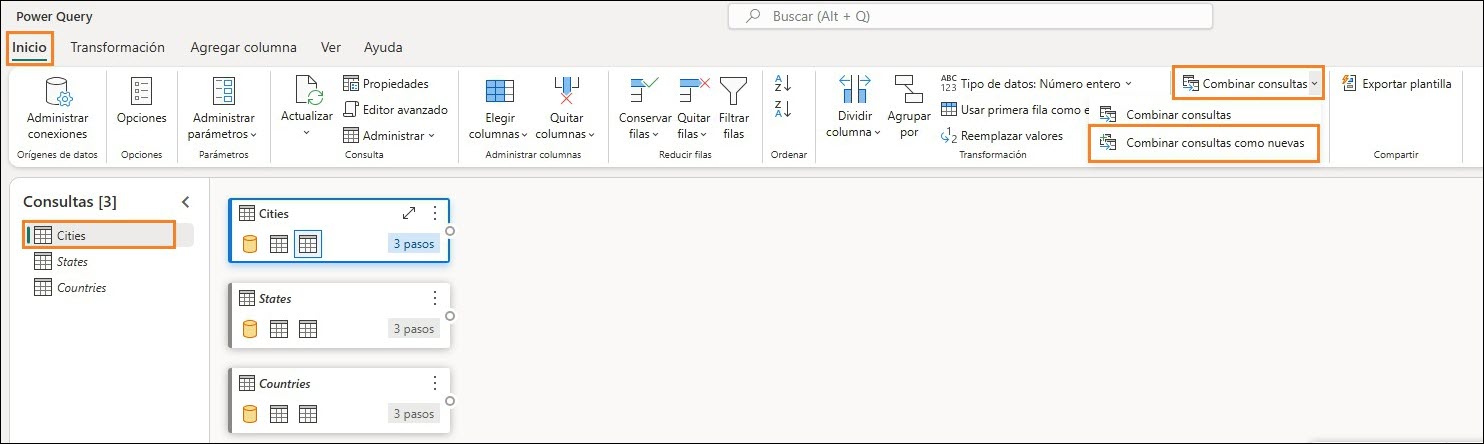 Power Query
Buscar (Alt + Q)
Inicio
Transformación
Agregar columna
Ver
Ayuda
Administrar
conexiones
Orígenes de datos
Opciones
Opciones
Administrar
parámetros
Parámetros
Actualizar
Propiedades
Editor avanzado
Administrar
Consulta
Elegir
columnas
Quitar
columnas
Administrar columnas
Conservar
filas
Quitar
filas
Filtrar
filas
Reducir filas
A
Z
Z
A
Ordenar
Dividir
columna
Agrupar
por
ABC
123
Tipo de datos: Número entero
Usar primera fila como e
1
2
Reemplazar valores
Transformación
Combinar consultas
Combinar consultas
Combinar consultas como nuevas
Exportar plantilla
Compartir
Consultas [3]
Cities
States
Countries
Cities
3 pasos
States
3 pasos
Countries
3 pasos